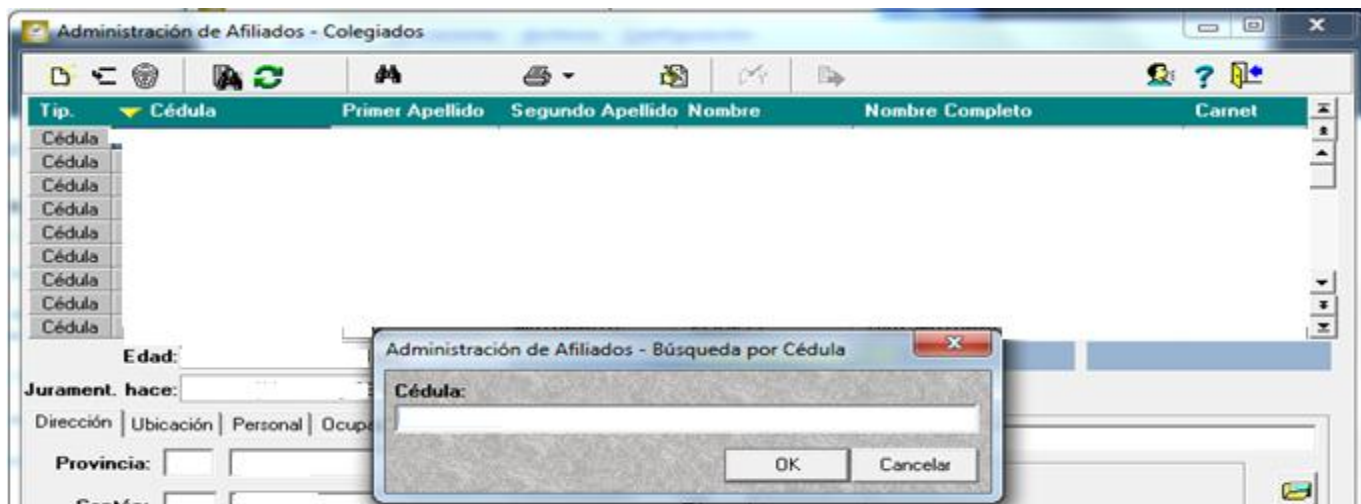 Administración de Afiliados - Colegiados
Tip. Cédula Primer Apellido Segundo Apellido Nombre Nombre Completo Carnet
Cédula
Cédula
Cédula
Cédula
Cédula
Cédula
Cédula
Cédula
Cédula
Administración de Afiliados - Búsqueda por Cédula
Edad:
Cédula:
Jurament. hace:
Dirección Ubicación Personal
OK Cancelar
Provincia: